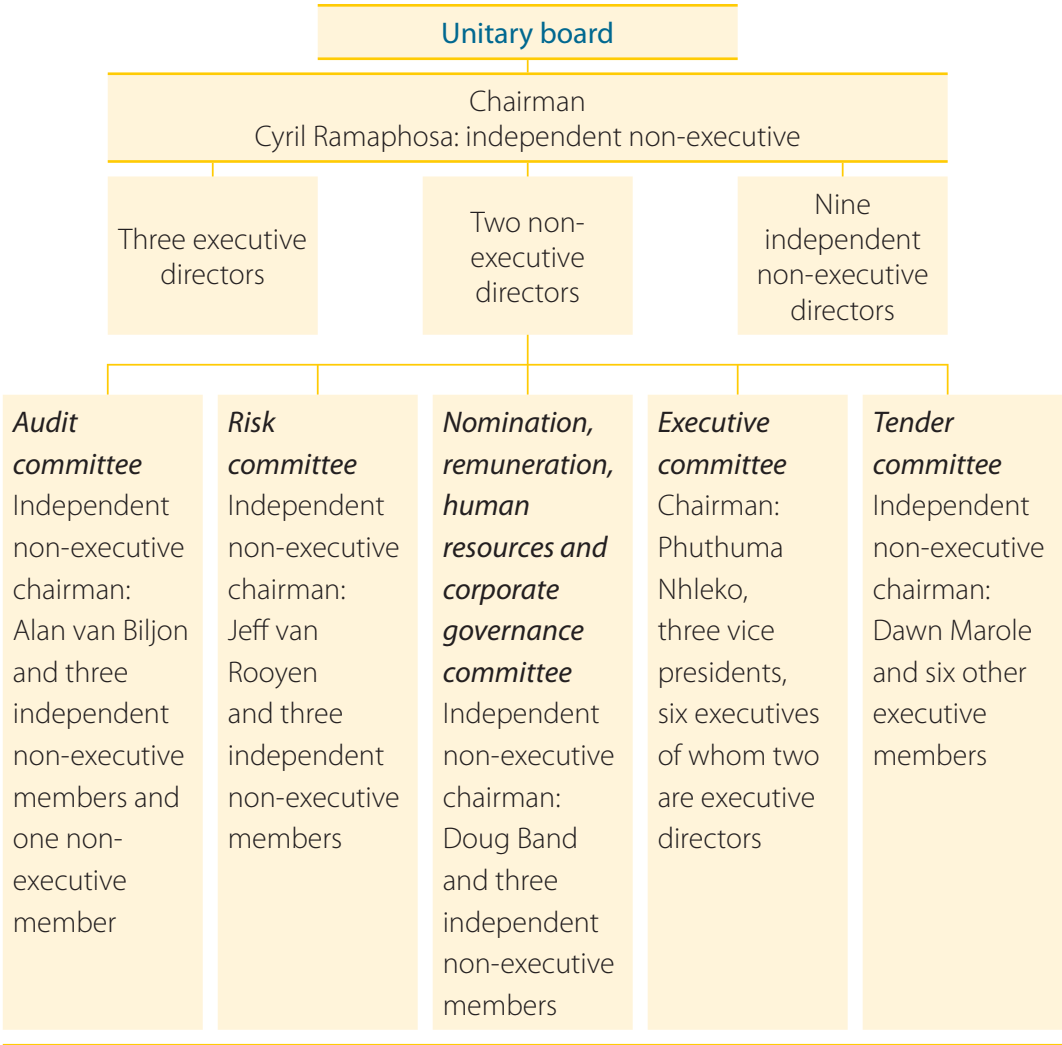 Unitary board
Chairman
Cyril Ramaphosa: independent non-executive
Three executive
directors
Two non-
executive
directors
Nine
independent
non-executive
directors
Audit
committee
Independent
non-executive
chairman:
Alan van Biljon
and three
independent
non-executive
members and
one non-
executive
member
Risk
committee
Independent
non-executive
chairman:
Jeff van
Rooyen
and three
independent
non-executive
members
Nomination,
remuneration,
human
resources and
corporate
governance
committee
Independent
non-executive
chairman:
Doug Band
and three
independent
non-executive
members
Executive
committee
Chairman:
Phuthuma
Nhleko,
three vice
presidents,
six executives
of whom two
are executive
directors
Tender
committee
Independent
non-executive
chairman:
Dawn Marole
and six other
executive
members